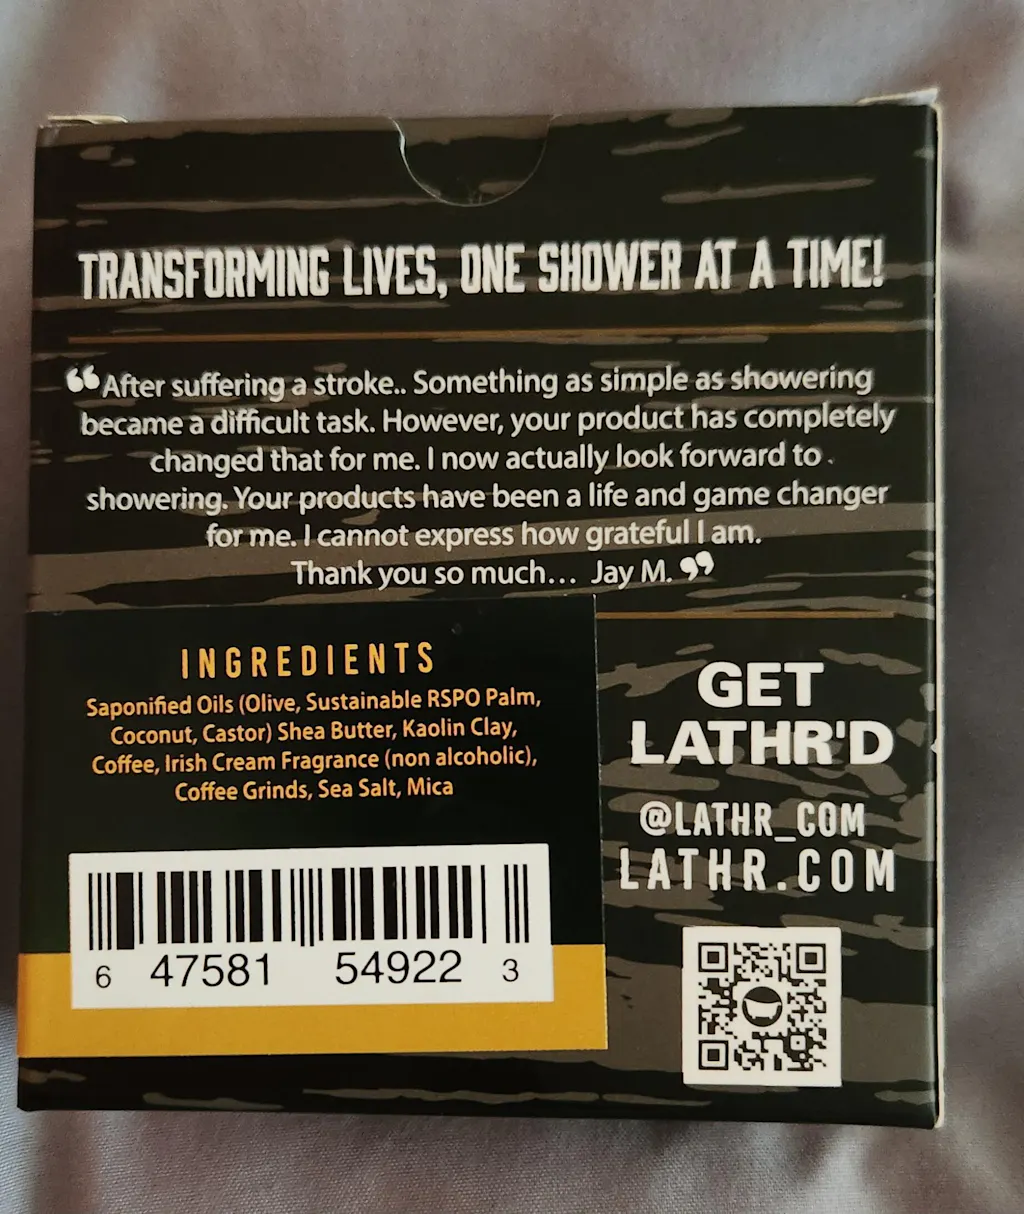 TRANSFORMING LIVES, ONE SHOWER AT A TIME!
“After suffering a stroke.. Something as simple as showering
became a difficult task. However, your product has completely
changed that for me. I now actually look forward to .
showering. Your products have been a life and game changer
for me. I cannot express how grateful I am.
Thank you so much... Jay M.”
INGREDIENTS
Saponified Oils (Olive, Sustainable RSPO Palm,
Coconut, Castor) Shea Butter, Kaolin Clay,
Coffee, Irish Cream Fragrance (non alcoholic),
Coffee Grinds, Sea Salt, Mica
6 47581 54922 3
GET
LATHR'D
@LATHR_COM
LATHR.COM